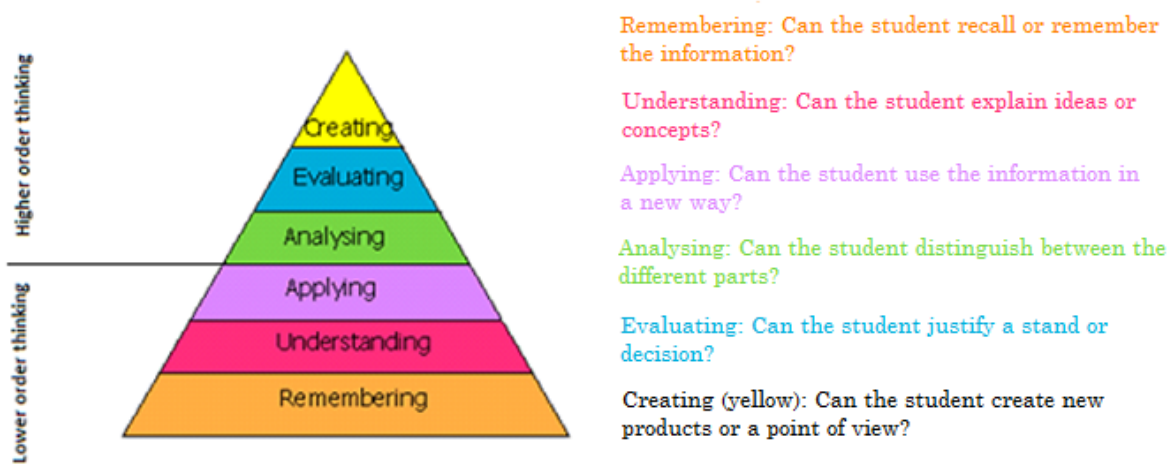 Higher order thinking
Lower order thinking
Creating
Evaluating
Analysing
Applying
Understanding
Remembering
Remembering: Can the student recall or remember
the information?
Understanding: Can the student explain ideas or
concepts?
Applying: Can the student use the information in
a new way?
Analysing: Can the student distinguish between the
different parts?
Evaluating: Can the student justify a stand or
decision?
Creating (yellow): Can the student create new
products or a point of view?